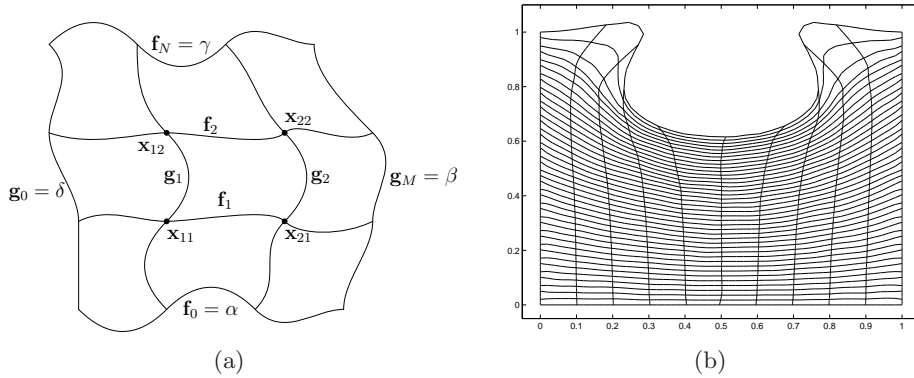 f_N = γ
f_2
x_22
x_12
g_1
g_2
g_0 = δ
g_M = β
f_1
x_11
x_21
f_0 = α
(a)
1
0.8
0.6
0.4
0.2
0
0 0.1 0.2 0.3 0.4 0.5 0.6 0.7 0.8 0.9 1
(b)